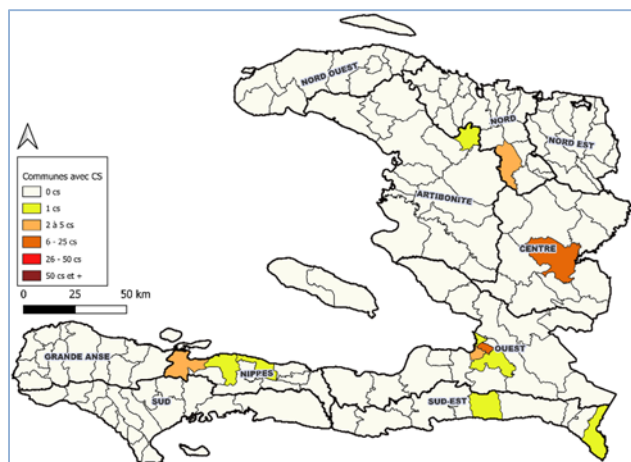 NORD OUEST
NORD
NORD EST
ARTIBONITE
CENTRE
Communes avec CS
0 cs
1 cs
2 à 5 cs
6 - 25 cs
26 - 50 cs
50 cs et +
0 25 50 km
OUEST
GRANDE ANSE
NIPPES
SUD
SUD-EST